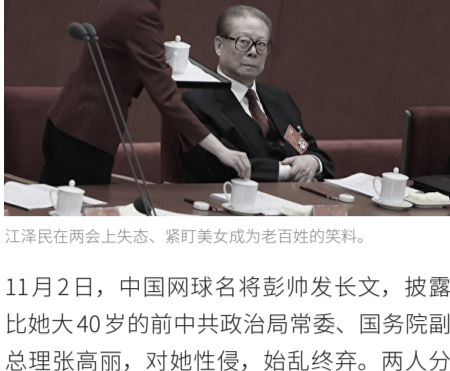 江泽民在两会上失态、紧盯美女成为老百姓的笑料。
11月2日，中国网球名将彭帅发长文，披露
比她大40岁的前中共政治局常委、国务院副
总理张高丽，对她性侵，始乱终弃。两人分